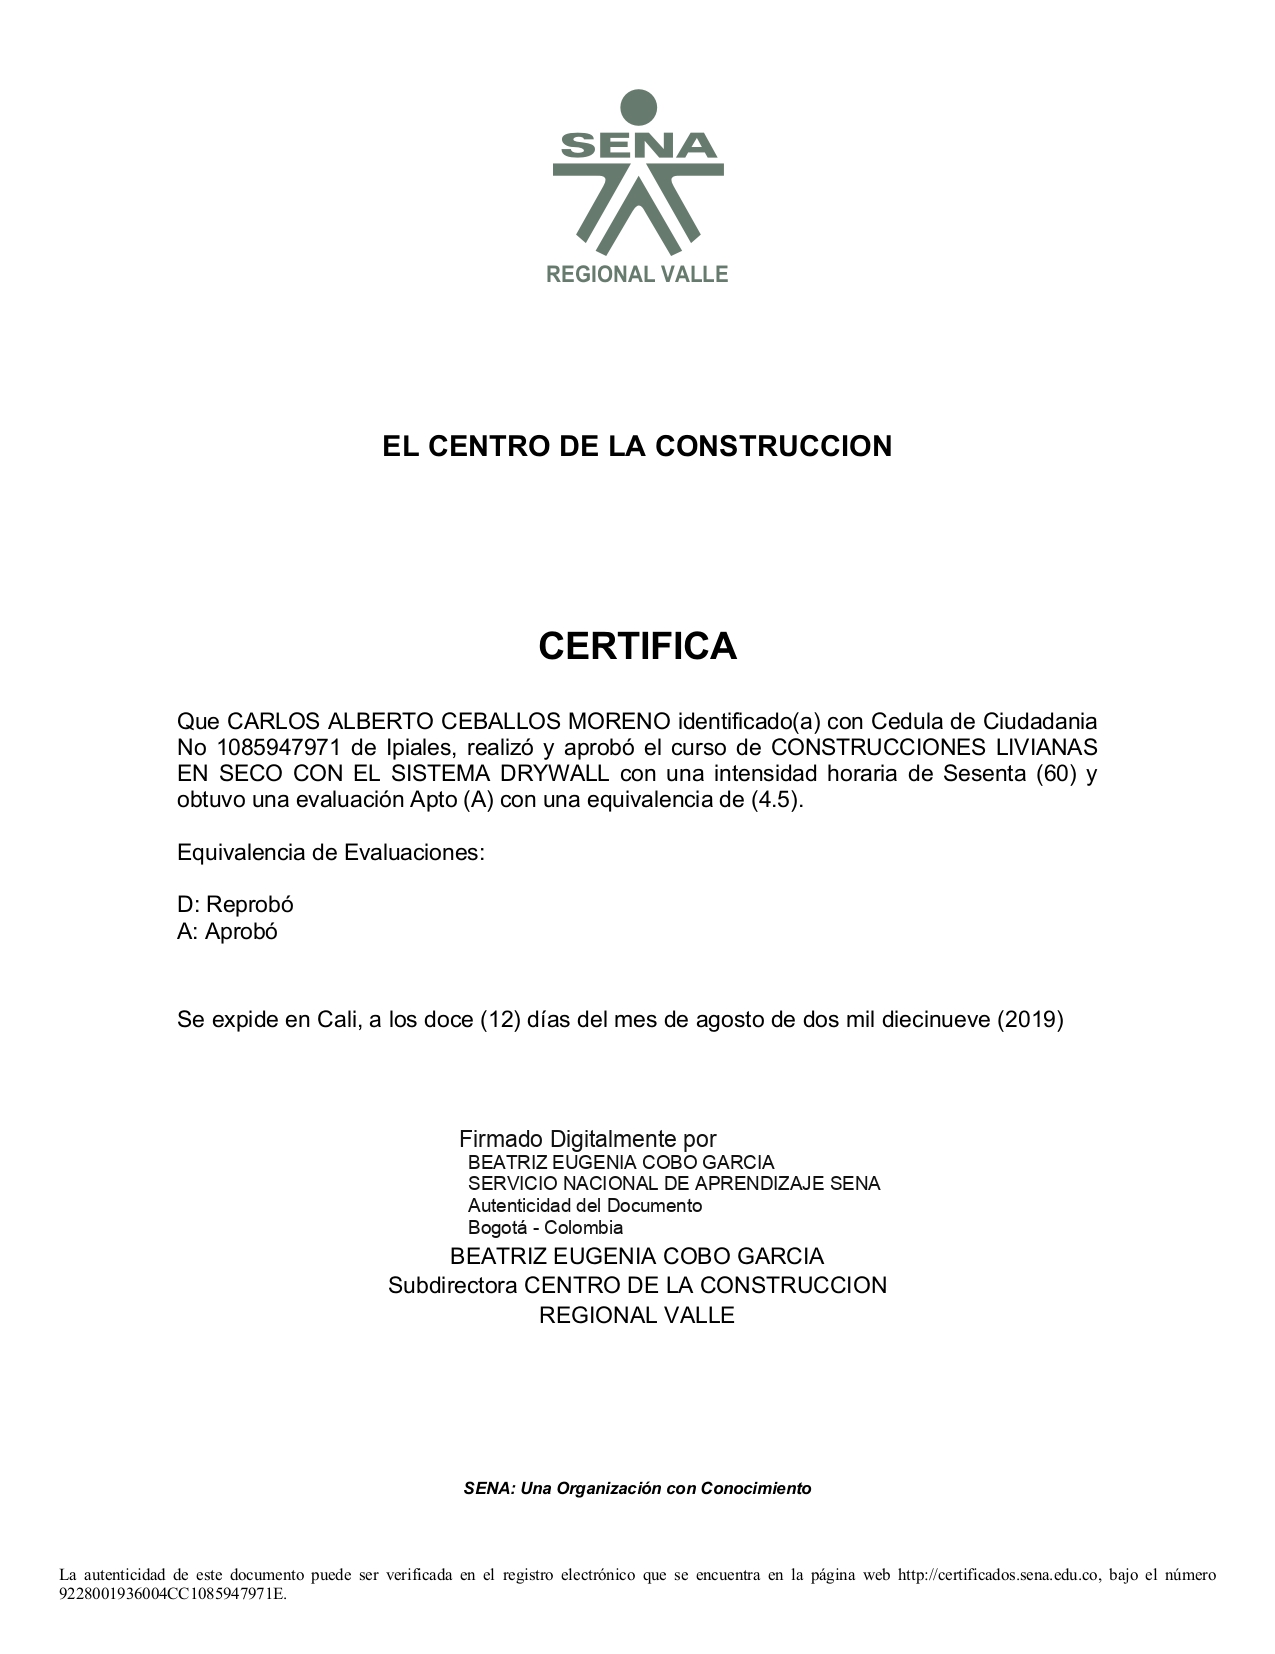 SENA
REGIONAL VALLE
EL CENTRO DE LA CONSTRUCCION
CERTIFICA
Que CARLOS ALBERTO CEBALLOS MORENO identificado(a) con Cedula de Ciudadania
No 1085947971 de Ipiales, realizó y aprobó el curso de CONSTRUCCIONES LIVIANAS
EN SECO CON EL SISTEMA DRYWALL con una intensidad horaria de Sesenta (60) y
obtuvo una evaluación Apto (A) con una equivalencia de (4.5).
Equivalencia de Evaluaciones:
D: Reprobó
A: Aprobó
Se expide en Cali, a los doce (12) días del mes de agosto de dos mil diecinueve (2019)
Firmado Digitalmente por
BEATRIZ EUGENIA COBO GARCIA
SERVICIO NACIONAL DE APRENDIZAJE SENA
Autenticidad del Documento
Bogotá - Colombia
BEATRIZ EUGENIA COBO GARCIA
Subdirectora CENTRO DE LA CONSTRUCCION
REGIONAL VALLE
SENA: Una Organización con Conocimiento
La autenticidad de este documento puede ser verificada en el registro electrónico que se encuentra en la página web http://certificados.sena.edu.co, bajo el número
9228001936004CC1085947971E.